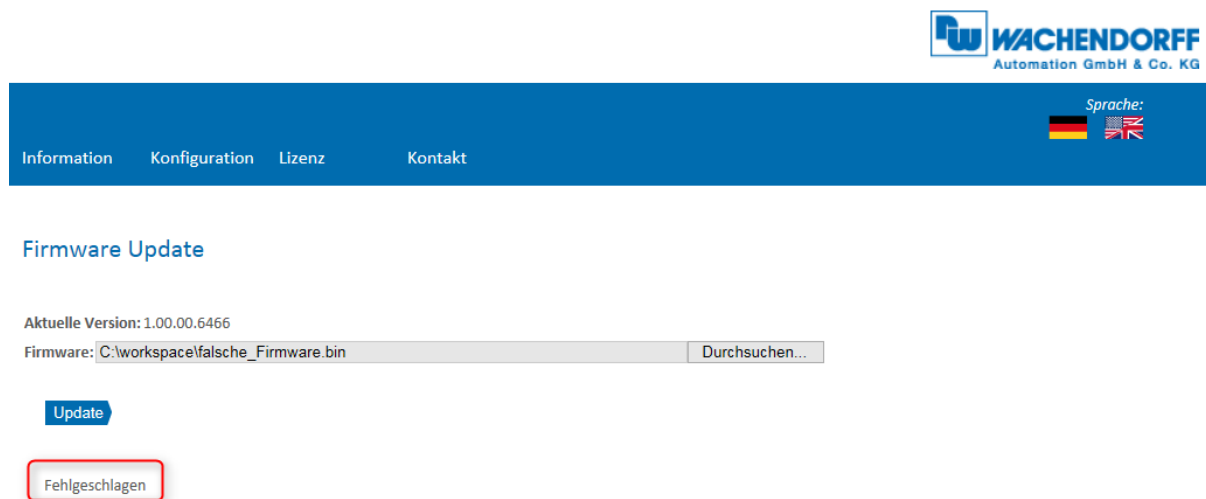 WACHENDORFF
Automation GmbH & Co. KG
Sprache:
Information Konfiguration Lizenz Kontakt
Firmware Update
Aktuelle Version: 1.00.00.6466
Firmware: C:\workspace\falsche_Firmware.bin Durchsuchen...
Update
Fehlgeschlagen